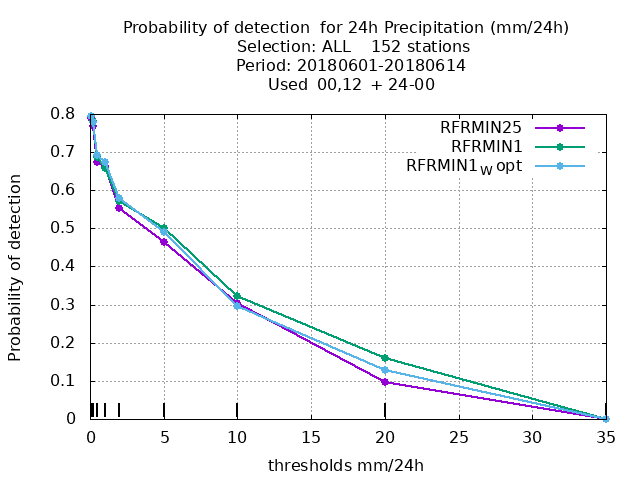 Probability of detection  for 24h Precipitation (mm/24h)
Selection: ALL    152 stations
Period: 20180601-20180614
Used  00,12  + 24-00
RFRMIN25
RFRMIN1
RFRMIN1W opt
Probability of detection
0.8
0.7
0.6
0.5
0.4
0.3
0.2
0.1
0
0 5 10 15 20 25 30 35
thresholds mm/24h